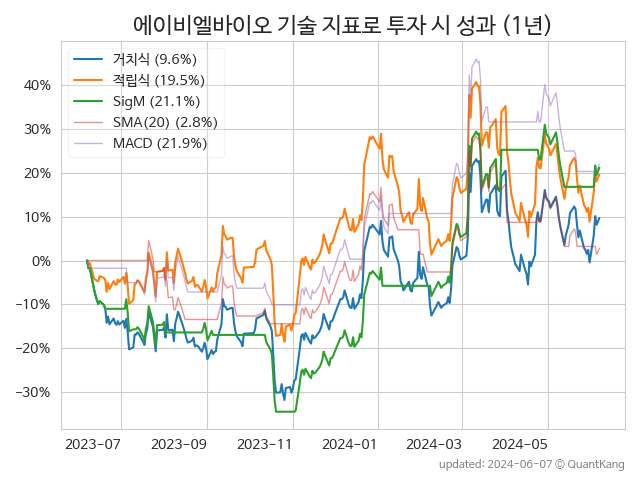 에이비엘바이오 기술 지표로 투자 시 성과 (1년)
거치식 (9.6%)
적립식 (19.5%)
SigM (21.1%)
SMA(20) (2.8%)
MACD (21.9%)
40%
30%
20%
10%
0%
−10%
−20%
−30%
2023-07 2023-09 2023-11 2024-01 2024-03 2024-05
updated: 2024-06-07 © QuantKang